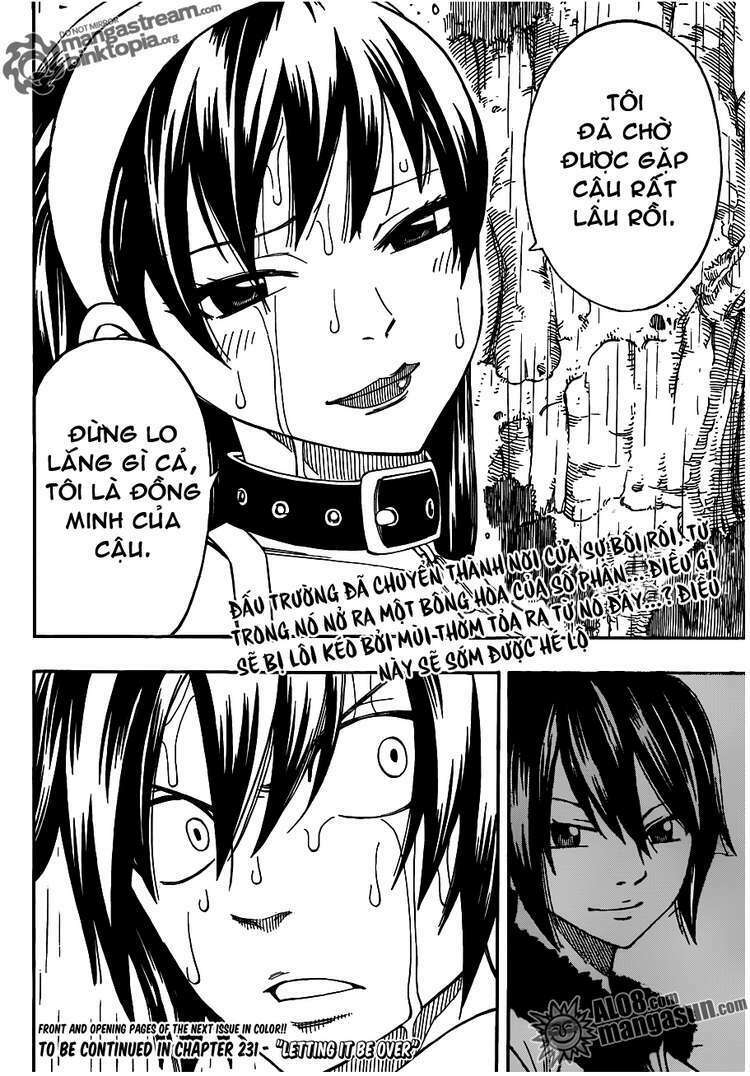 DO NOT MIRROR
mangastream.com
binktopia.org
TÔI
ĐÃ CHỜ
ĐƯỢC GẶP
CẬU RẤT
LÂU RỒI.
ĐỪNG LO
LẮNG GÌ CẢ,
TÔI LÀ ĐỒNG
MINH CỦA
CẬU.
ĐẤU TRƯỜNG ĐÃ CHUYỂN THÀNH NƠI CỦA SỰ BỐI RỐI. TỪ
TRONG NÓ NỞ RA MỘT BÔNG HOA CỦA SỐ PHẬN... ĐIỀU GÌ
SẼ BỊ LÔI KÉO BỞI MÙI THƠM TỎA RA TỪ NÓ ĐÂY...? ĐIỀU
NÀY SẼ SỚM ĐƯỢC HÉ LỘ
FRONT AND OPENING PAGES OF THE NEXT ISSUE IN COLOR!!
TO BE CONTINUED IN CHAPTER 231 - "LETTING IT BE OVER"
ALO8.com
mangasun.com